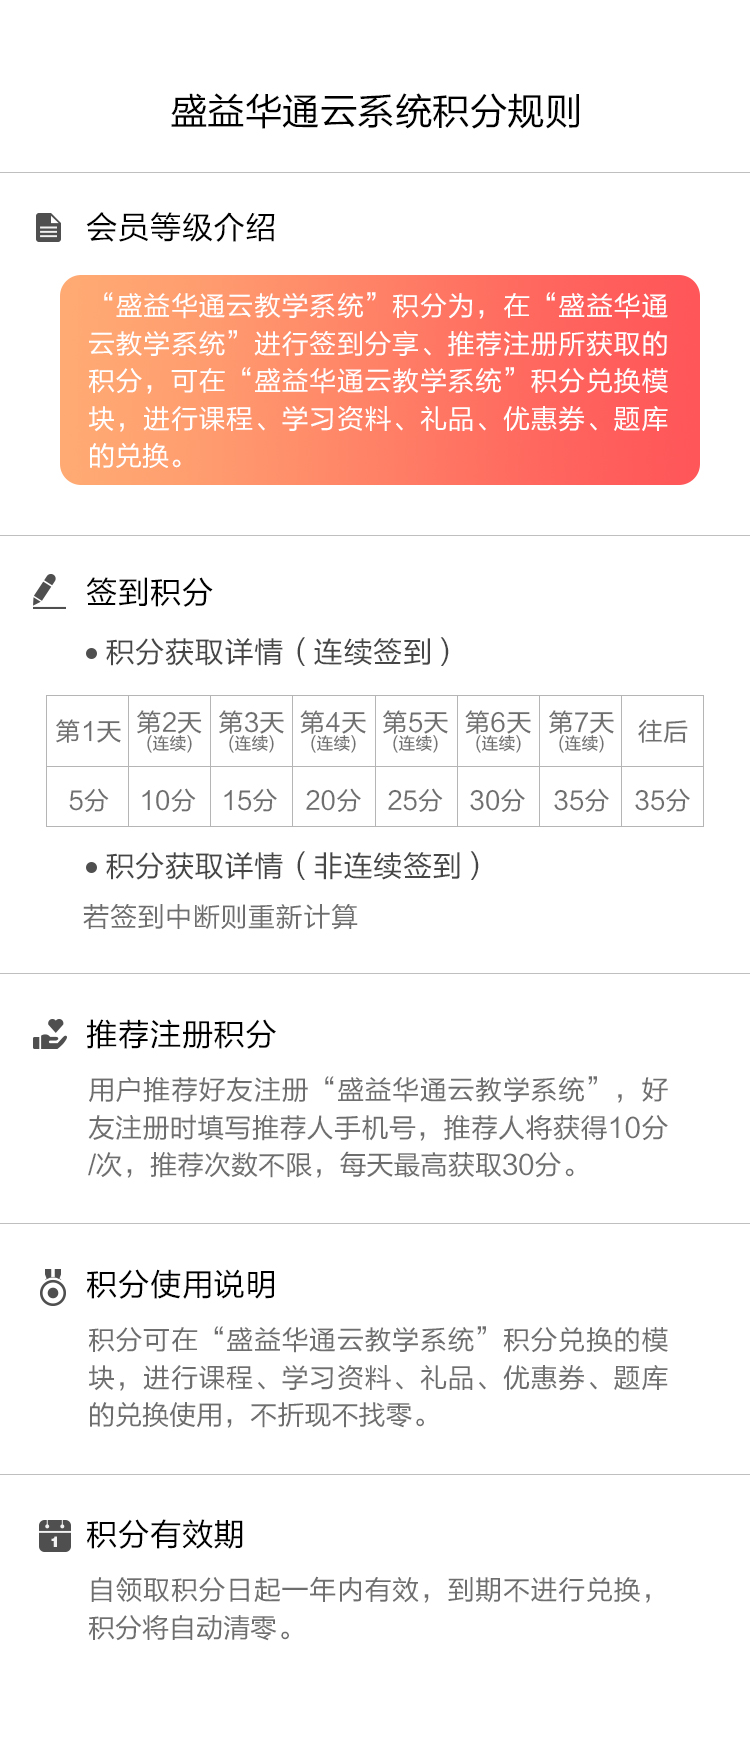 盛益华通云系统积分规则
会员等级介绍
“盛益华通云教学系统”积分为，在“盛益华通
云教学系统”进行签到分享、推荐注册所获取的
积分，可在“盛益华通云教学系统”积分兑换模
块，进行课程、学习资料、礼品、优惠券、题库
的兑换。
签到积分
●积分获取详情（连续签到）
第1天 第2天(连续) 第3天(连续) 第4天(连续) 第5天(连续) 第6天(连续) 第7天(连续) 往后
5分 10分 15分 20分 25分 30分 35分 35分
●积分获取详情（非连续签到）
若签到中断则重新计算
推荐注册积分
用户推荐好友注册“盛益华通云教学系统”，好
友注册时填写推荐人手机号，推荐人将获得10分
/次，推荐次数不限，每天最高获取30分。
积分使用说明
积分可在“盛益华通云教学系统”积分兑换的模
块，进行课程、学习资料、礼品、优惠券、题库
的兑换使用，不折现不找零。
1
积分有效期
自领取积分日起一年内有效，到期不进行兑换，
积分将自动清零。